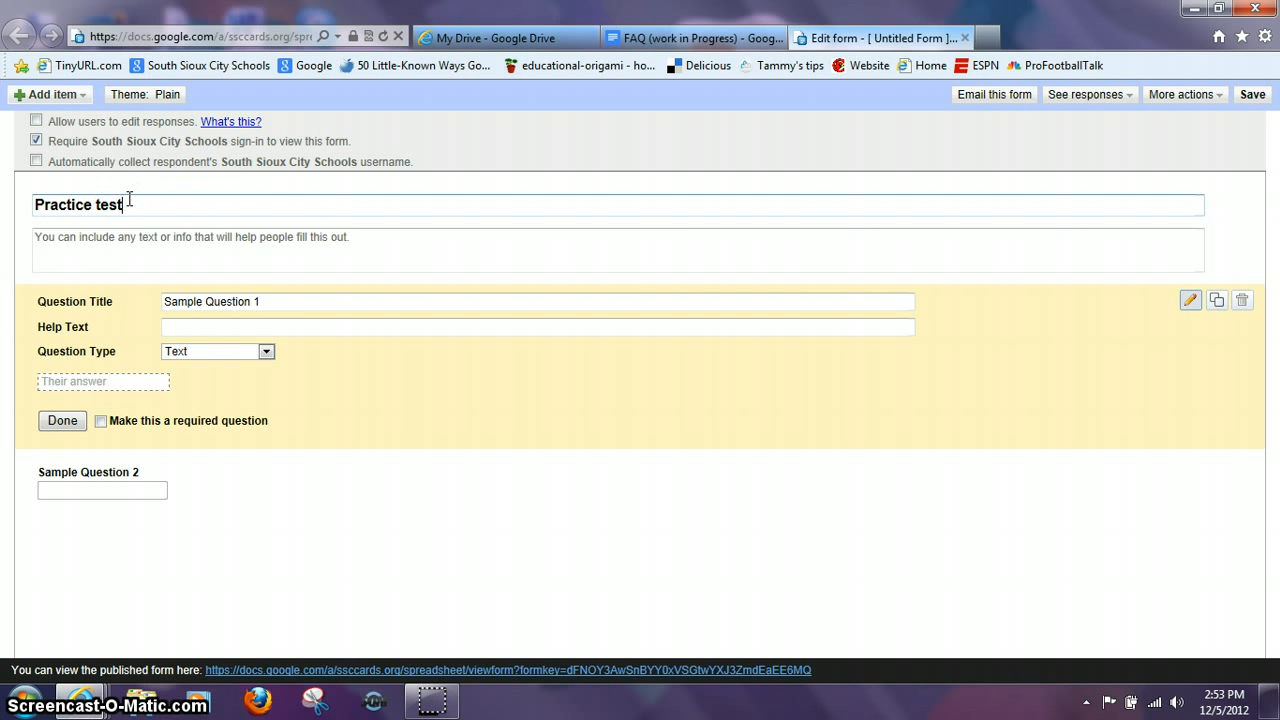 https://docs.google.com/a/ssccards.org/spre
My Drive - Google Drive
FAQ (work in Progress) - Goog...
Edit form - [ Untitled Form ]...
TinyURL.com
South Sioux City Schools
Google
50 Little-Known Ways Go...
educational-origami - ho...
Delicious
Tammy's tips
Website
Home
ESPN
ProFootballTalk
Add item
Theme: Plain
Email this form
See responses
More actions
Save
Allow users to edit responses. What's this?
Require South Sioux City Schools sign-in to view this form.
Automatically collect respondent's South Sioux City Schools username.
Practice test
You can include any text or info that will help people fill this out.
Question Title
Sample Question 1
Help Text
Question Type
Text
Their answer
Done
Make this a required question
Sample Question 2
You can view the published form here: https://docs.google.com/a/ssccards.org/spreadsheet/viewform?formkey=dFNOY3AwSnBYY0xVSGtwYXJ3ZmdEaEE6MQ
Screencast-O-Matic.com
2:53 PM
12/5/2012